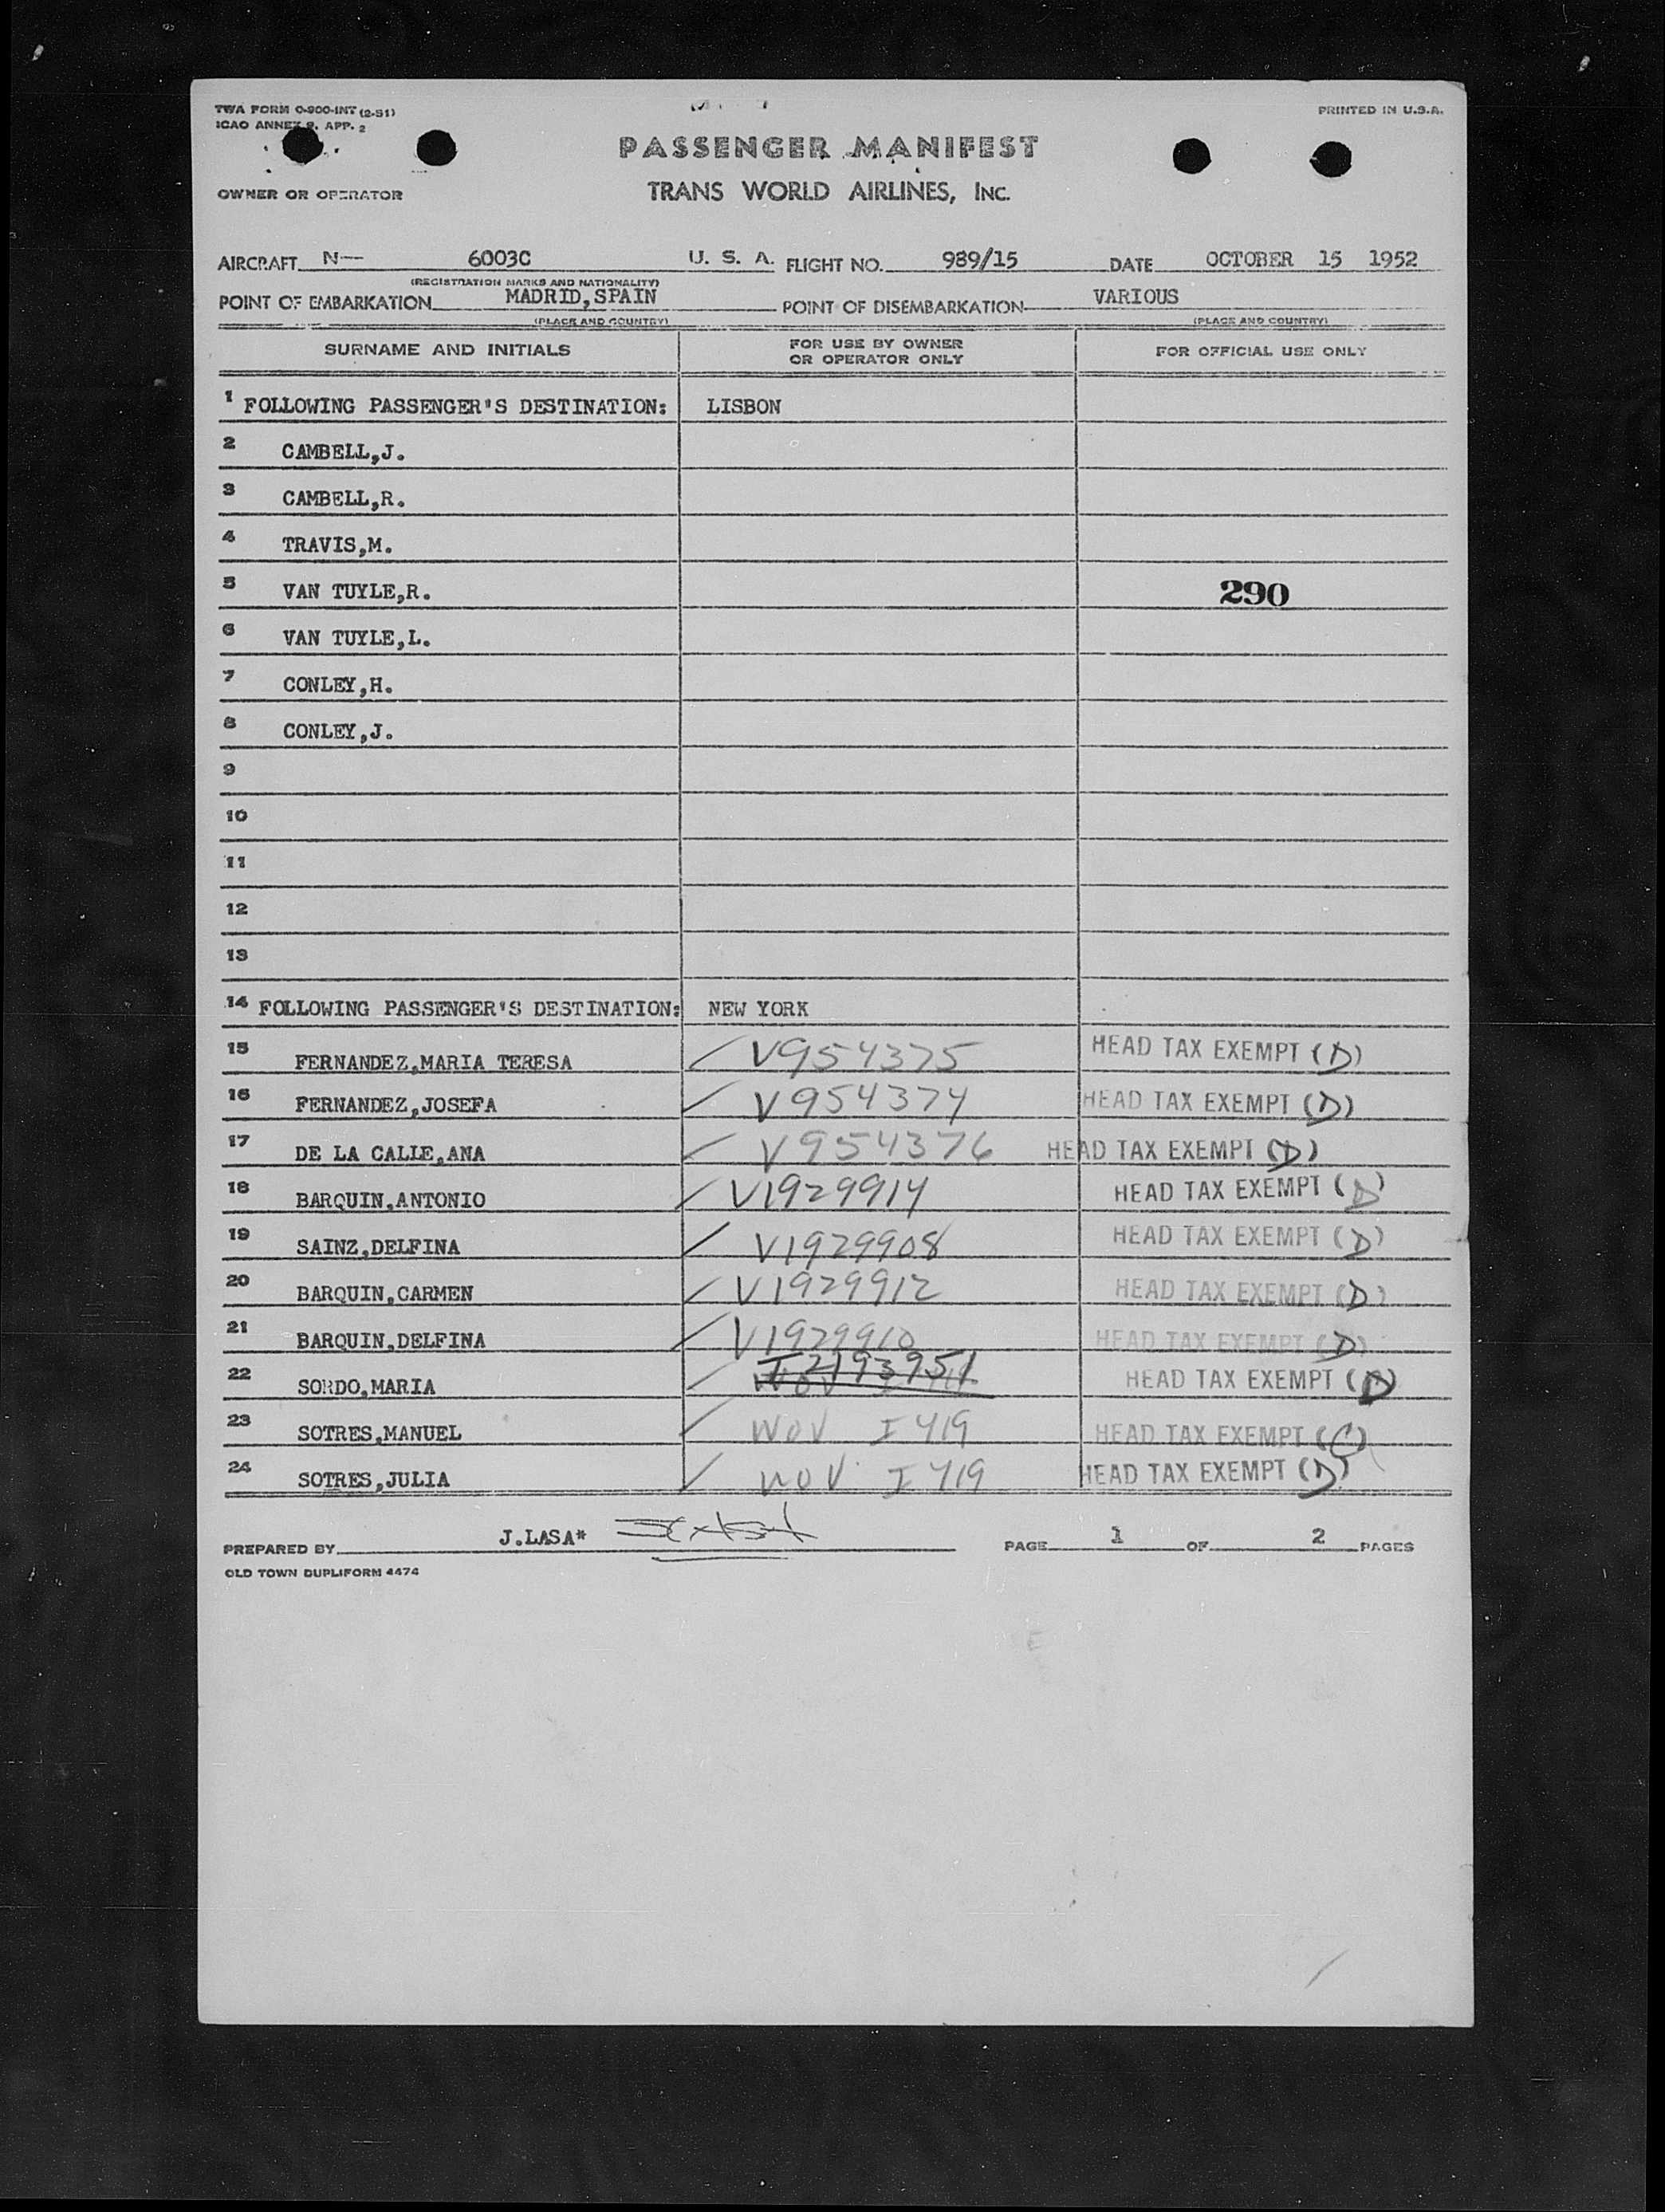 TWA FORM O-900-INT (2-51)
ICAO ANNEX 9, APP. 2
PRINTED IN U.S.A.
PASSENGER MANIFEST
OWNER OR OPERATOR
TRANS WORLD AIRLINES, INC.
AIRCRAFT N— 6003C U. S. A. FLIGHT NO. 989/15 DATE OCTOBER 15 1952
(REGISTRATION MARKS AND NATIONALITY)
POINT OF EMBARKATION MADRID,SPAIN POINT OF DISEMBARKATION VARIOUS
(PLACE AND COUNTRY) (PLACE AND COUNTRY)
SURNAME AND INITIALS FOR USE BY OWNER OR OPERATOR ONLY FOR OFFICIAL USE ONLY
1 FOLLOWING PASSENGER'S DESTINATION: LISBON
2 CAMBELL,J.
3 CAMBELL,R.
4 TRAVIS,M.
5 VAN TUYLE,R. 290
6 VAN TUYLE,L.
7 CONLEY,H.
8 CONLEY,J.
9
10
11
12
13
14 FOLLOWING PASSENGER'S DESTINATION: NEW YORK
15 FERNANDEZ,MARIA TERESA V954375 HEAD TAX EXEMPT (D)
16 FERNANDEZ,JOSEFA V954374 HEAD TAX EXEMPT (D)
17 DE LA CALLE,ANA V954376 HEAD TAX EXEMPT (D)
18 BARQUIN,ANTONIO V1929914 HEAD TAX EXEMPT (D)
19 SAINZ,DELFINA V1929908 HEAD TAX EXEMPT (D)
20 BARQUIN,CARMEN V1929912 HEAD TAX EXEMPT (D)
21 BARQUIN,DELFINA V1929910 HEAD TAX EXEMPT (D)
22 SORDO,MARIA I2193951 HEAD TAX EXEMPT (D)
23 SOTRES,MANUEL WOV I 419 HEAD TAX EXEMPT (C)
24 SOTRES,JULIA WOV I 419 HEAD TAX EXEMPT (D)
PREPARED BY J.LASA* PAGE 1 OF 2 PAGES
OLD TOWN DUPLIFORM 4474